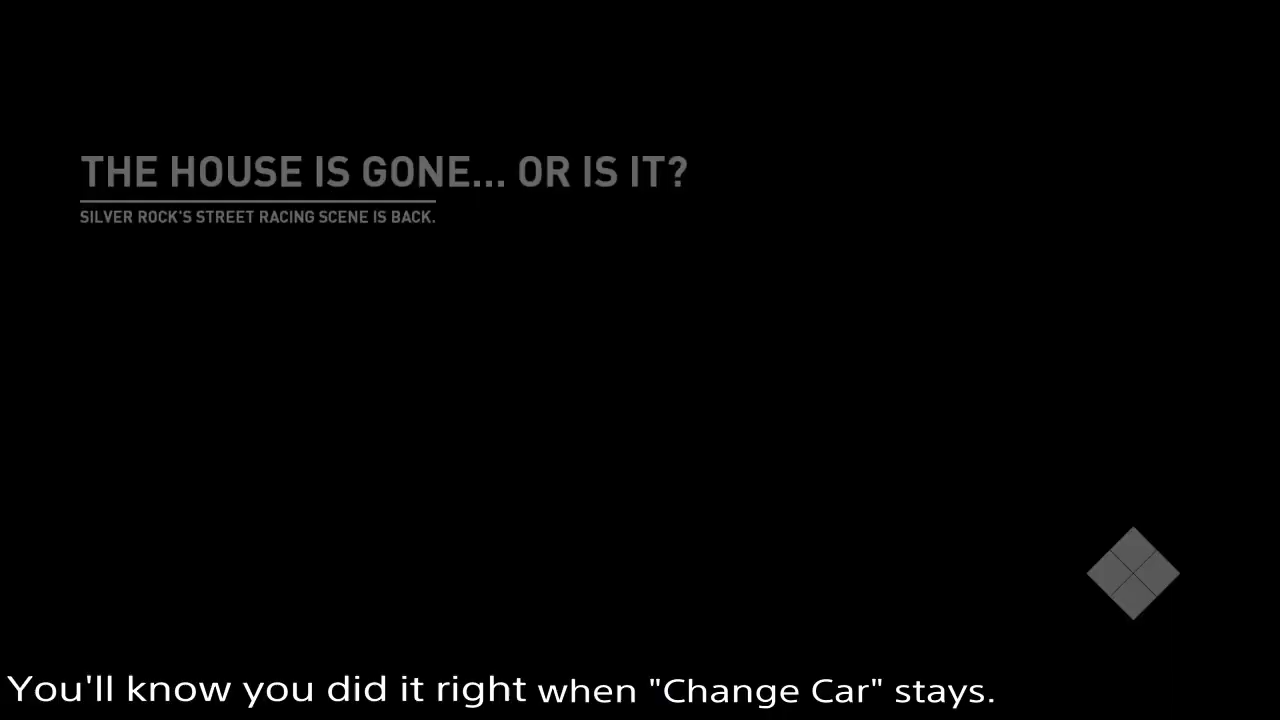 THE HOUSE IS GONE... OR IS IT?
SILVER ROCK'S STREET RACING SCENE IS BACK.
You'll know you did it right when "Change Car" stays.